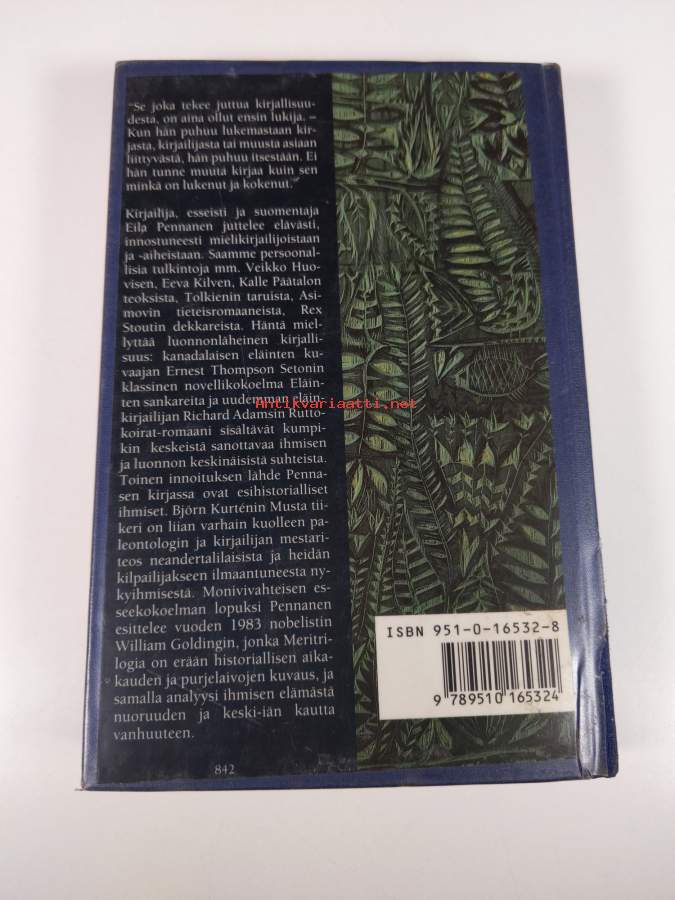 "Se joka tekee juttua kirjallisuu-
desta, on aina ollut ensin lukija. –
Kun hän puhuu lukemastaan kir-
jasta, kirjailijasta tai muusta asiaan
liittyvästä, hän puhuu itsestään. Ei
hän tunne muuta kirjaa kuin sen
minkä on lukenut ja kokenut."
Kirjailija, esseisti ja suomentaja
Eila Pennanen juttelee elävästi,
innostuneesti mielikirjailijoistaan
ja -aiheistaan. Saamme persoonal-
lisia tulkintoja mm. Veikko Huo-
visen, Eeva Kilven, Kalle Päätalon
teoksista, Tolkienin taruista, Asi-
movin tieteisromaaneista, Rex
Stoutin dekkareista. Häntä miel-
lyttää luonnonläheinen kirjalli-
suus: kanadalaisen eläinten ku-
vaajan Ernest Thompson Setonin
klassinen novellikokoelma Eläin-
ten sankareita ja uudemman eläin-
kirjailijan Richard Adamsin Rutto-
koirat-romaani sisältävät kumpi-
kin keskeistä sanottavaa ihmisen
ja luonnon keskinäisistä suhteista.
Toinen innoituksen lähde Penna-
sen kirjassa ovat esihistorialliset
ihmiset. Björn Kurténin Musta tii-
keri on liian varhain kuolleen pa-
leontologin ja kirjailijan mestari-
teos neandertalilaisista ja heidän
kilpailijakseen ilmaantuneesta ny-
kyihmisestä. Monivivahteisen es-
seekokoelman lopuksi Pennanen
esittelee vuoden 1983 nobelistin
William Goldingin, jonka Meritri-
logia on erään historiallisen aika-
kauden ja purjelaivojen kuvaus, ja
samalla analyysi ihmisen elämästä
nuoruuden ja keski-iän kautta
vanhuuteen.
842
Antikvariaatti.net
ISBN 951-0-16532-8
9 789510 165324